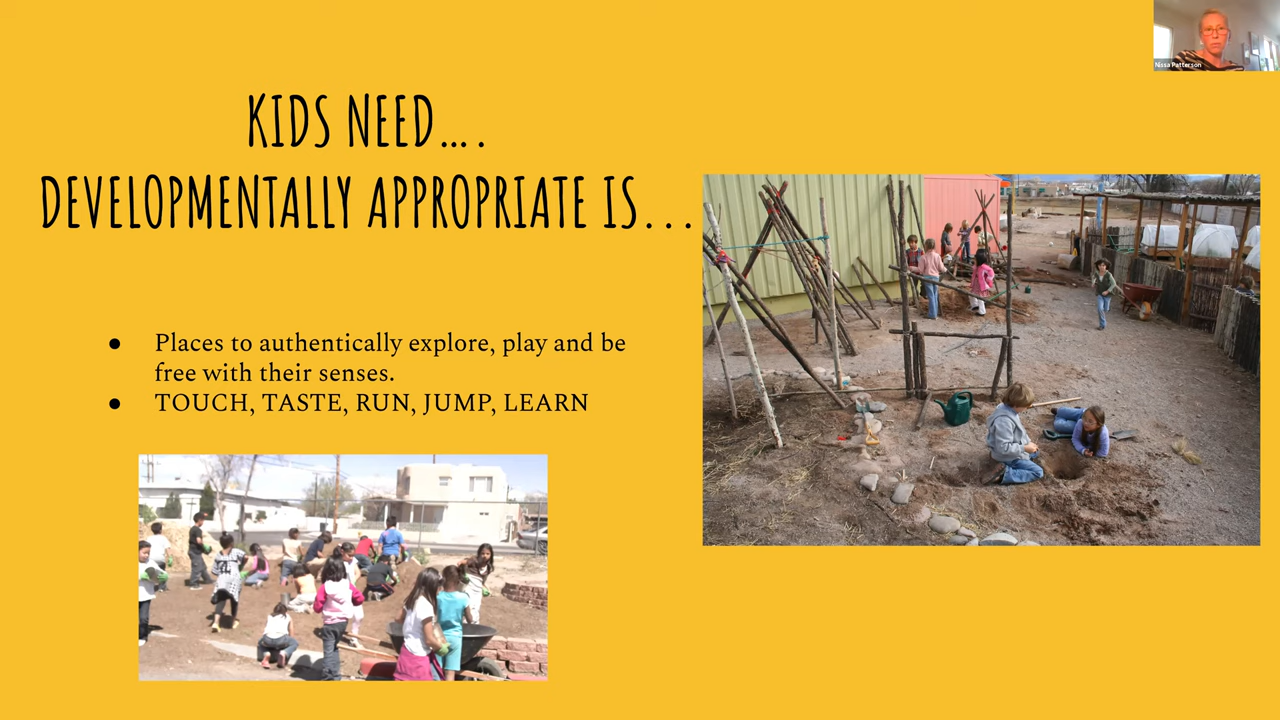 Nissa Patterson
KIDS NEED....
DEVELOPMENTALLY APPROPRIATE IS...
● Places to authentically explore, play and be
free with their senses.
● TOUCH, TASTE, RUN, JUMP, LEARN